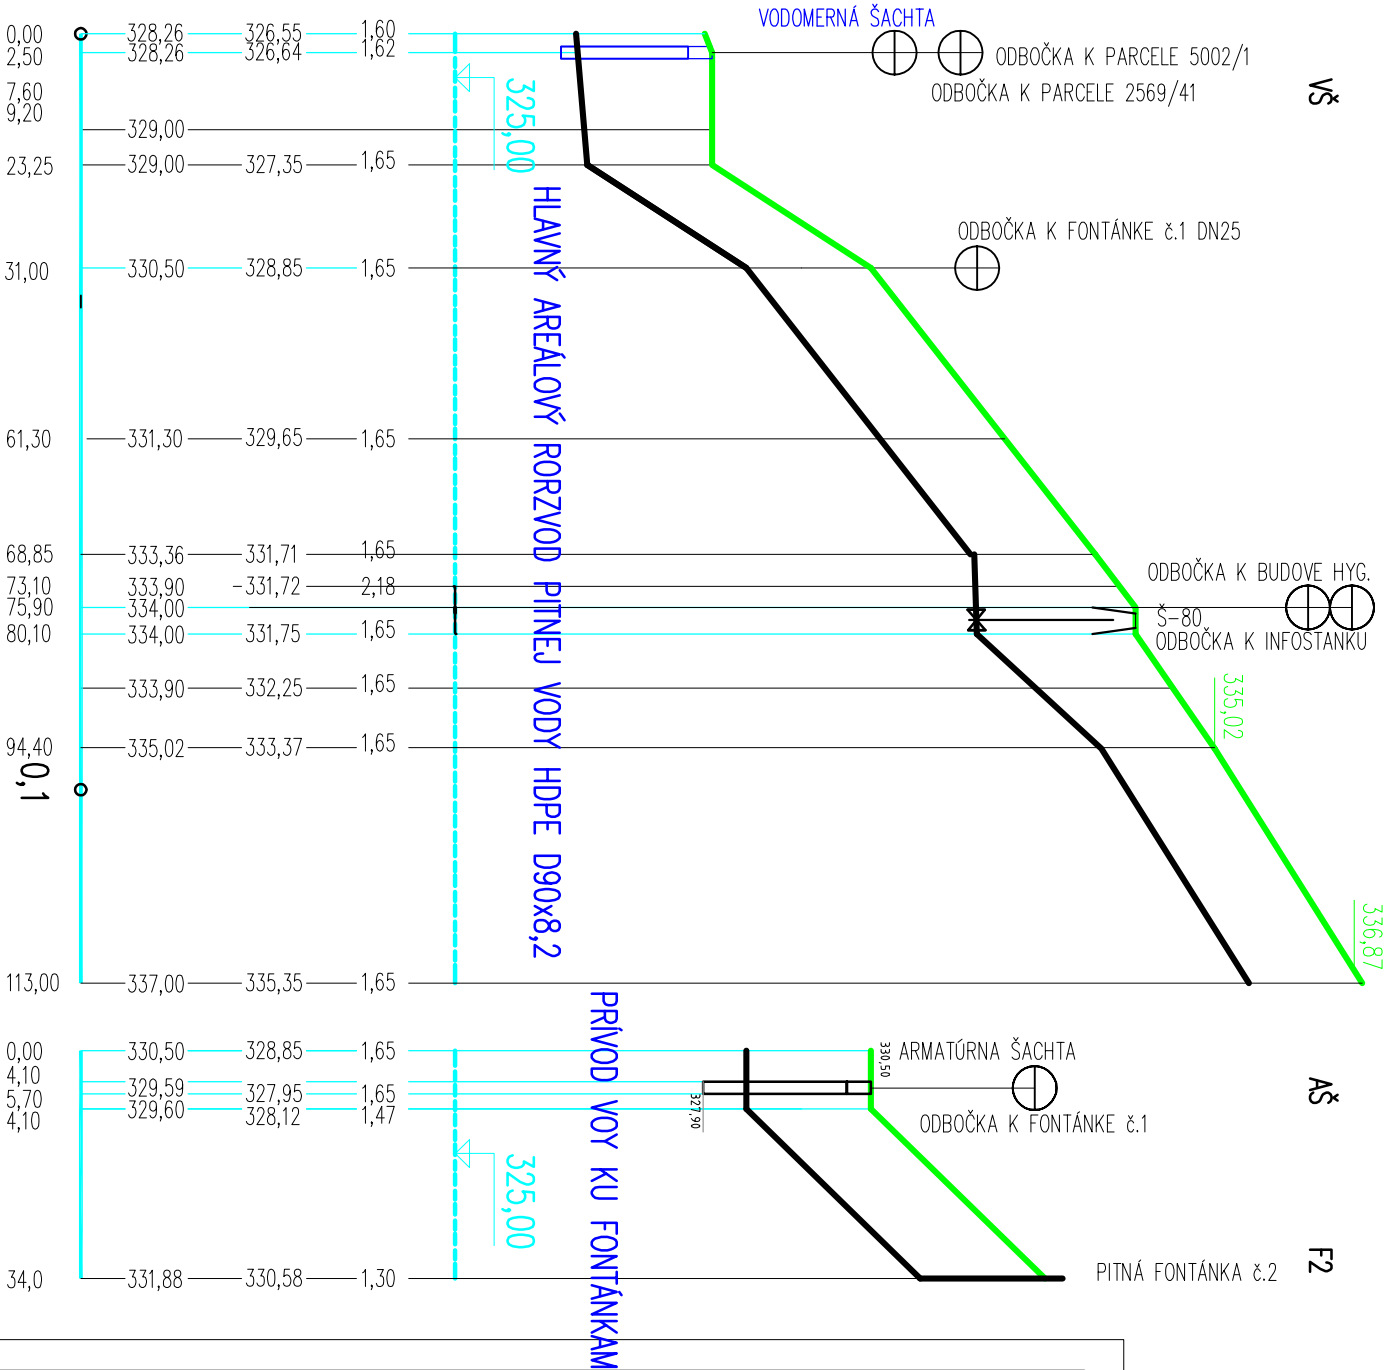 VODOMERNÁ ŠACHTA
0,00 328,26 326,55 1,60
2,50 328,26 326,64 1,62
ODBOČKA K PARCELE 5002/1
ODBOČKA K PARCELE 2569/41
VŠ
7,60
9,20
329,00
325,00
23,25 329,00 327,35 1,65
ODBOČKA K FONTÁNKE č.1 DN25
31,00 330,50 328,85 1,65
HLAVNÝ AREÁLOVÝ RORZVOD PITNEJ VODY HDPE D90x8,2
61,30 331,30 329,65 1,65
68,85 333,36 331,71 1,65
73,10 333,90 -331,72 2,18
ODBOČKA K BUDOVE HYG.
75,90 334,00
Š-80
80,10 334,00 331,75 1,65
ODBOČKA K INFOSTANKU
333,90 332,25 1,65
335,02
94,40 335,02 333,37 1,65
0,1
336,87
113,00 337,00 335,35 1,65
PRÍVOD VOY KU FONTÁNKAM
0,00 330,50 328,85 1,65
330,50
ARMATÚRNA ŠACHTA
AŠ
4,10 329,59 327,95 1,65
5,70 329,60 328,12 1,47
4,10
327,90
ODBOČKA K FONTÁNKE č.1
325,00
F2
34,0 331,88 330,58 1,30
PITNÁ FONTÁNKA č.2